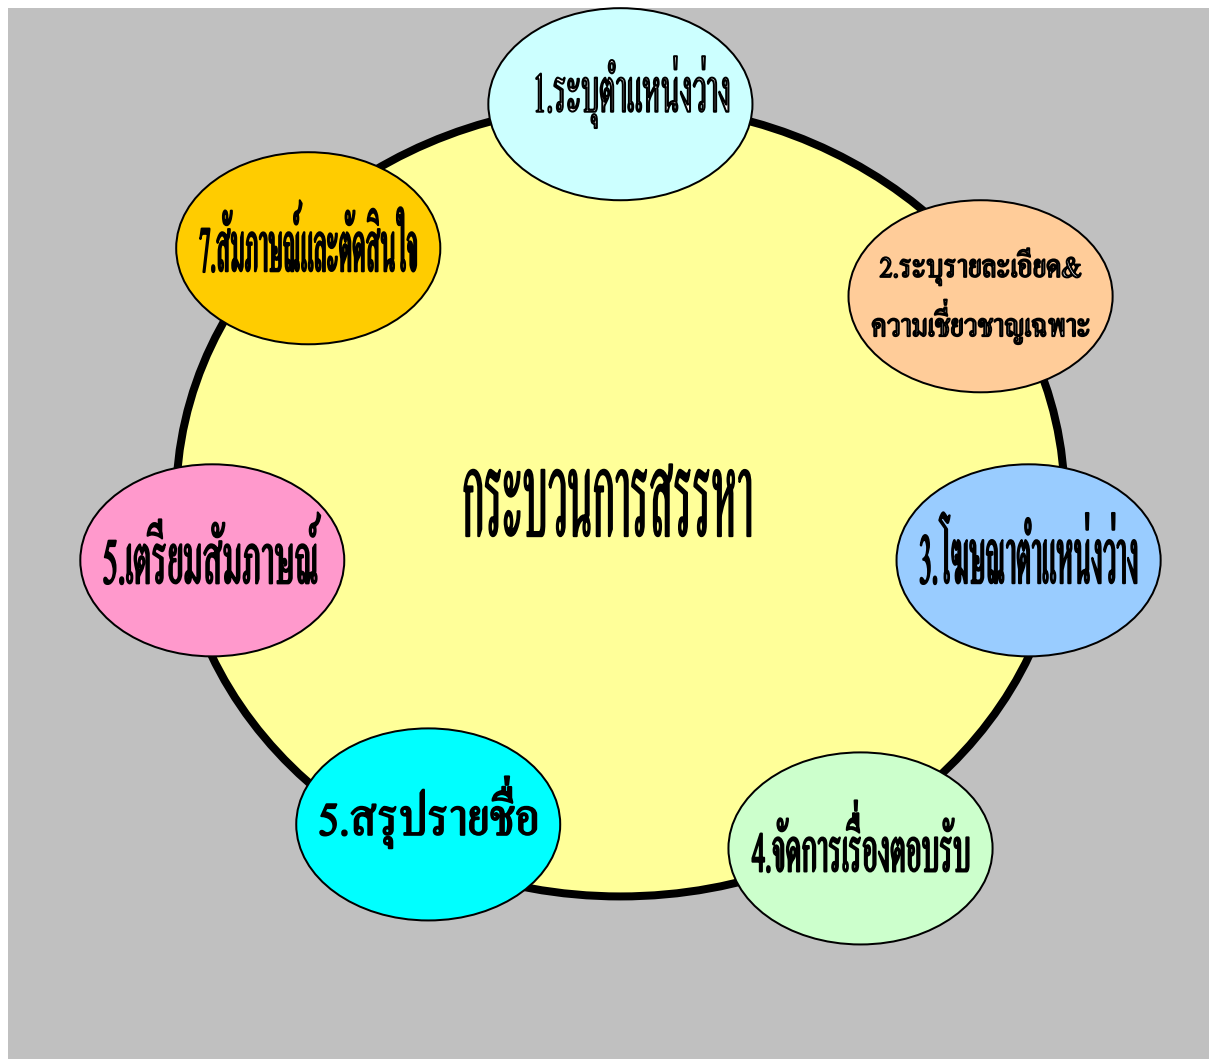 1.ระบุตำแหน่งว่าง
2.ระบุรายละเอียด&
ความเชี่ยวชาญเฉพาะ
3.โฆษณาตำแหน่งว่าง
4.จัดการเรื่องตอบรับ
5.สรุปรายชื่อ
5.เตรียมสัมภาษณ์
7.สัมภาษณ์และตัดสินใจ
กระบวนการสรรหา